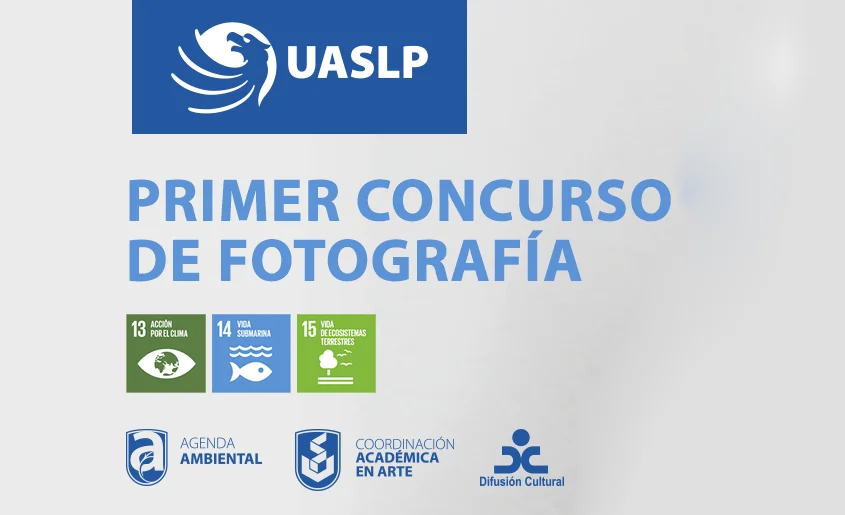 UASLP
PRIMER CONCURSO
DE FOTOGRAFÍA
13 ACCIÓN
POR EL CLIMA
14 VIDA
SUBMARINA
15 VIDA
DE ECOSISTEMAS
TERRESTRES
AGENDA
AMBIENTAL
COORDINACIÓN
ACADÉMICA
EN ARTE
Difusión Cultural